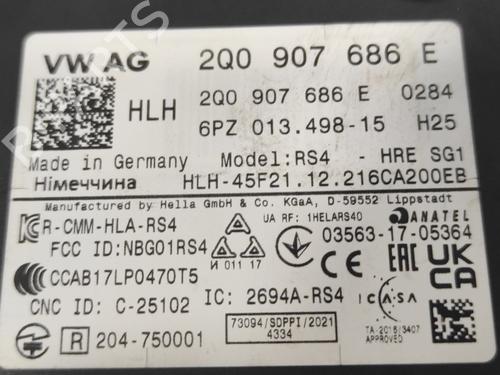 VW AG 2Q0 907 686 E
HLH 2Q0 907 686 E 0284
6PZ 013.498-15 H25
Made in Germany Model:RS4 - HRE SG1
Німеччина HLH-45F21.12.216CA200EB
Manufactured by Hella GmbH & Co. KGaA, D-59552 Lippstadt
R-CMM-HLA-RS4 UA RF: 1HELARS40 ANATEL
FCC ID:NBG01RS4 И 011 17 03563-17-05364
CCAB17LP0470T5 EAC UK CA
CNC ID: C-25102 IC: 2694A-RS4 ICASA
R 204-750001 73094/SDPPI/2021
4334
TA-2016/3407
APPROVED